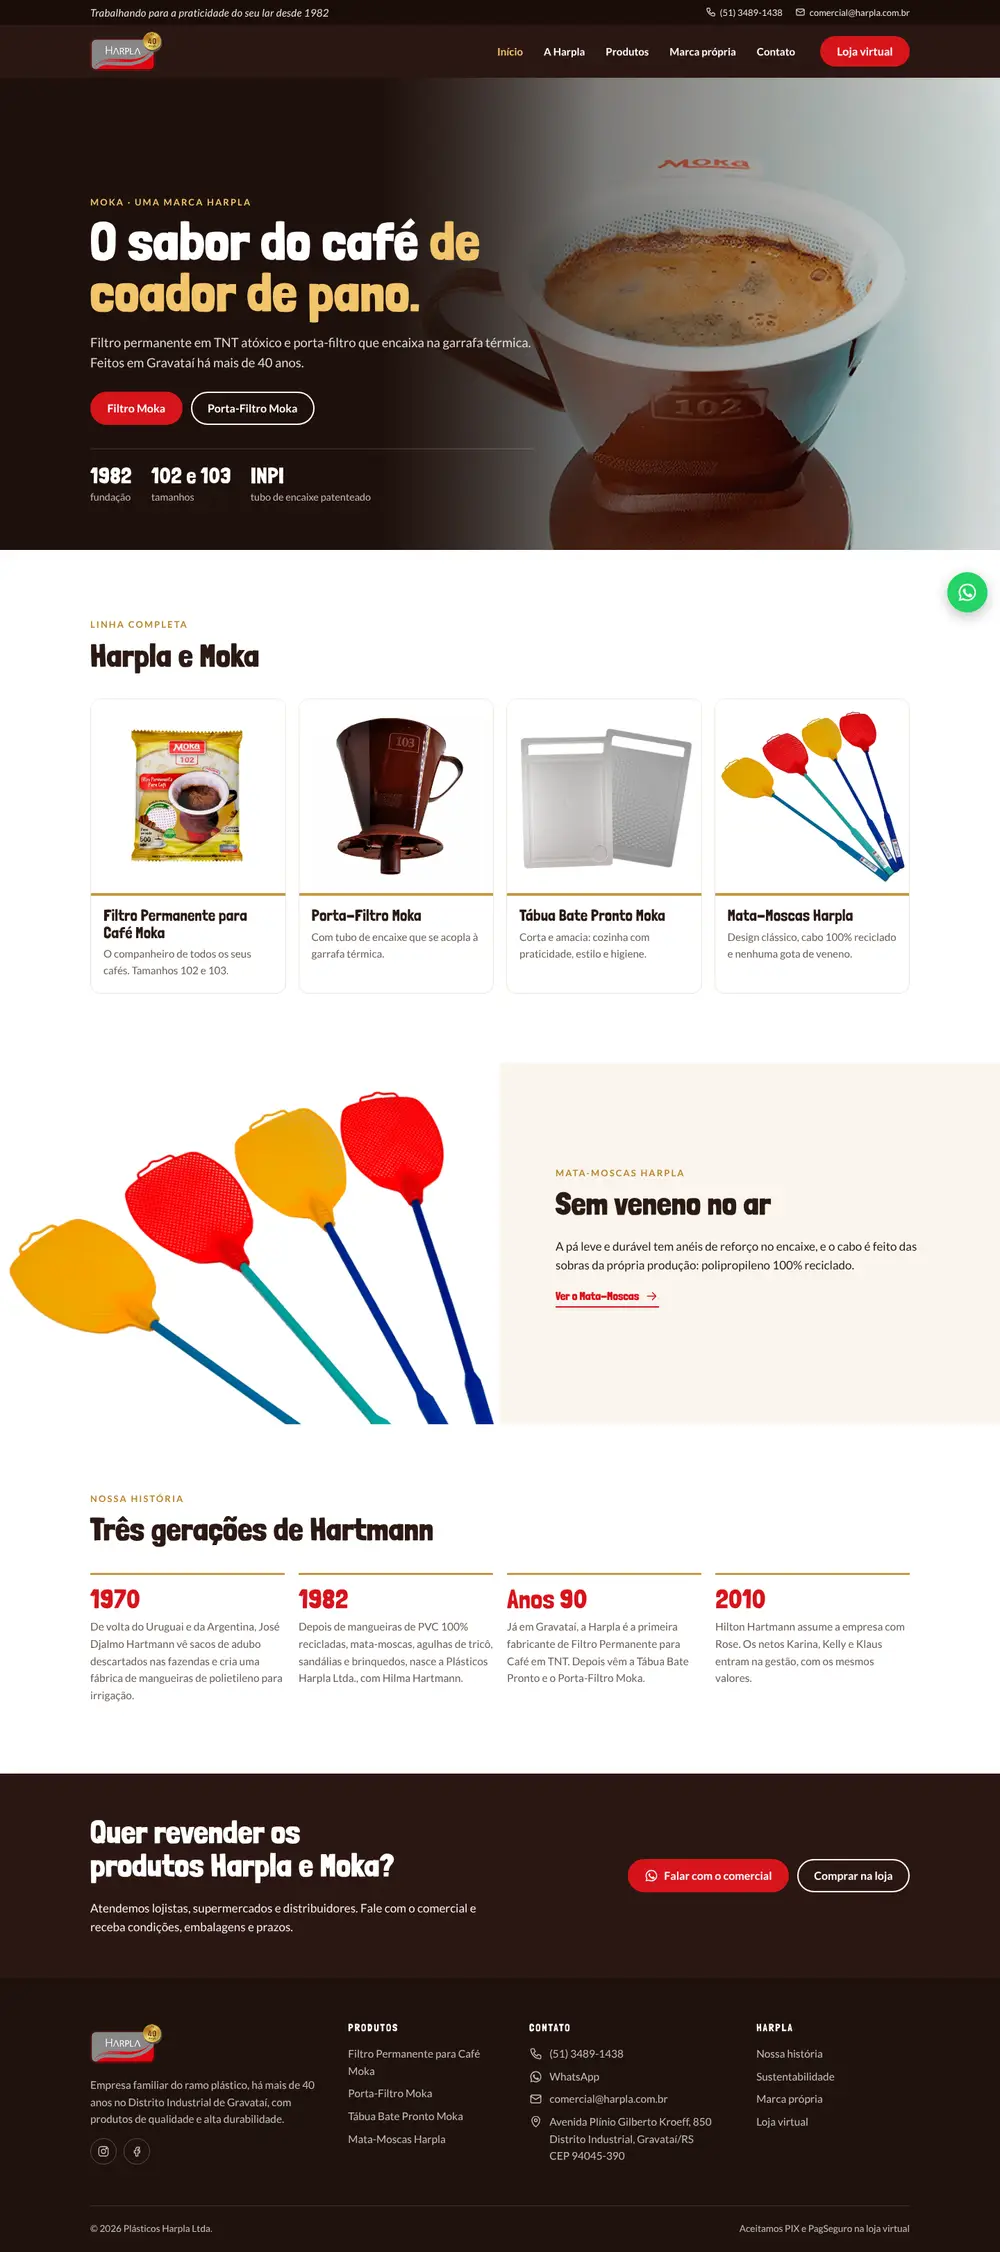 Trabalhando para a praticidade do seu lar desde 1982
(51) 3489-1438
comercial@harpla.com.br
HARPLA
40
Início
A Harpla
Produtos
Marca própria
Contato
Loja virtual
Moka
102
MOKA · UMA MARCA HARPLA
O sabor do café de
coador de pano.
Filtro permanente em TNT atóxico e porta-filtro que encaixa na garrafa térmica.
Feitos em Gravataí há mais de 40 anos.
Filtro Moka
Porta-Filtro Moka
1982
fundação
102 e 103
tamanhos
INPI
tubo de encaixe patenteado
LINHA COMPLETA
Harpla e Moka
Moka
102
Filtro Permanente
Para Café
500
103
Filtro Permanente para
Café Moka
O companheiro de todos os seus
cafés. Tamanhos 102 e 103.
Porta-Filtro Moka
Com tubo de encaixe que se acopla à
garrafa térmica.
Tábua Bate Pronto Moka
Corta e amacia: cozinha com
praticidade, estilo e higiene.
Mata-Moscas Harpla
Design clássico, cabo 100% reciclado
e nenhuma gota de veneno.
MATA-MOSCAS HARPLA
Sem veneno no ar
A pá leve e durável tem anéis de reforço no encaixe, e o cabo é feito das
sobras da própria produção: polipropileno 100% reciclado.
Ver o Mata-Moscas
NOSSA HISTÓRIA
Três gerações de Hartmann
1970
De volta do Uruguai e da Argentina, José
Djalmo Hartmann vê sacos de adubo
descartados nas fazendas e cria uma
fábrica de mangueiras de polietileno para
irrigação.
1982
Depois de mangueiras de PVC 100%
recicladas, mata-moscas, agulhas de tricô,
sandálias e brinquedos, nasce a Plásticos
Harpla Ltda., com Hilma Hartmann.
Anos 90
Já em Gravataí, a Harpla é a primeira
fabricante de Filtro Permanente para
Café em TNT. Depois vêm a Tábua Bate
Pronto e o Porta-Filtro Moka.
2010
Hilton Hartmann assume a empresa com
Rose. Os netos Karina, Kelly e Klaus
entram na gestão, com os mesmos
valores.
Quer revender os
produtos Harpla e Moka?
Atendemos lojistas, supermercados e distribuidores. Fale com o comercial e
receba condições, embalagens e prazos.
Falar com o comercial
Comprar na loja
HARPLA
40
Empresa familiar do ramo plástico, há mais de 40
anos no Distrito Industrial de Gravataí, com
produtos de qualidade e alta durabilidade.
PRODUTOS
Filtro Permanente para Café
Moka
Porta-Filtro Moka
Tábua Bate Pronto Moka
Mata-Moscas Harpla
CONTATO
(51) 3489-1438
WhatsApp
comercial@harpla.com.br
Avenida Plínio Gilberto Kroeff, 850
Distrito Industrial, Gravataí/RS
CEP 94045-390
HARPLA
Nossa história
Sustentabilidade
Marca própria
Loja virtual
© 2026 Plásticos Harpla Ltda.
Aceitamos PIX e PagSeguro na loja virtual